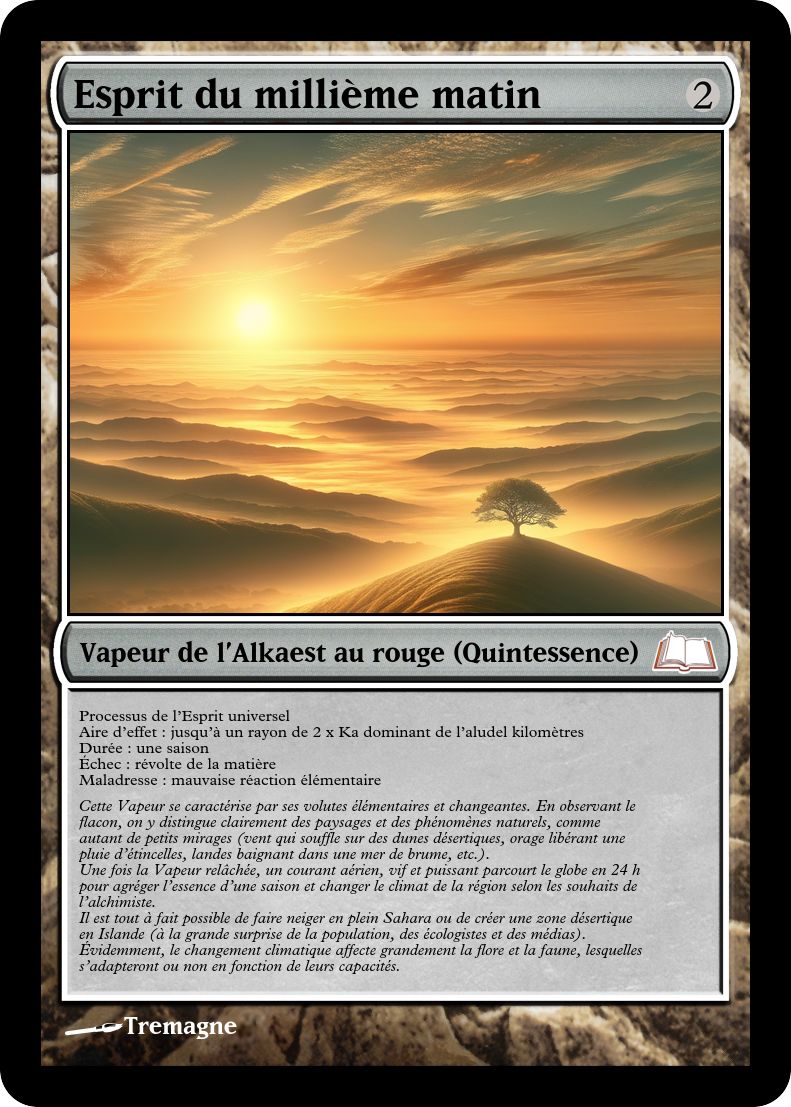 Esprit du millième matin
2
Vapeur de l'Alkaest au rouge (Quintessence)
Processus de l'Esprit universel
Aire d'effet : jusqu'à un rayon de 2 x Ka dominant de l'aludel kilomètres
Durée : une saison
Échec : révolte de la matière
Maladresse : mauvaise réaction élémentaire
Cette Vapeur se caractérise par ses volutes élémentaires et changeantes. En observant le
flacon, on y distingue clairement des paysages et des phénomènes naturels, comme
autant de petits mirages (vent qui souffle sur des dunes désertiques, orage libérant une
pluie d'étincelles, landes baignant dans une mer de brume, etc.).
Une fois la Vapeur relâchée, un courant aérien, vif et puissant parcourt le globe en 24 h
pour agréger l'essence d'une saison et changer le climat de la région selon les souhaits de
l'alchimiste.
Il est tout à fait possible de faire neiger en plein Sahara ou de créer une zone désertique
en Islande (à la grande surprise de la population, des écologistes et des médias).
Évidemment, le changement climatique affecte grandement la flore et la faune, lesquelles
s'adapteront ou non en fonction de leurs capacités.
Tremagne